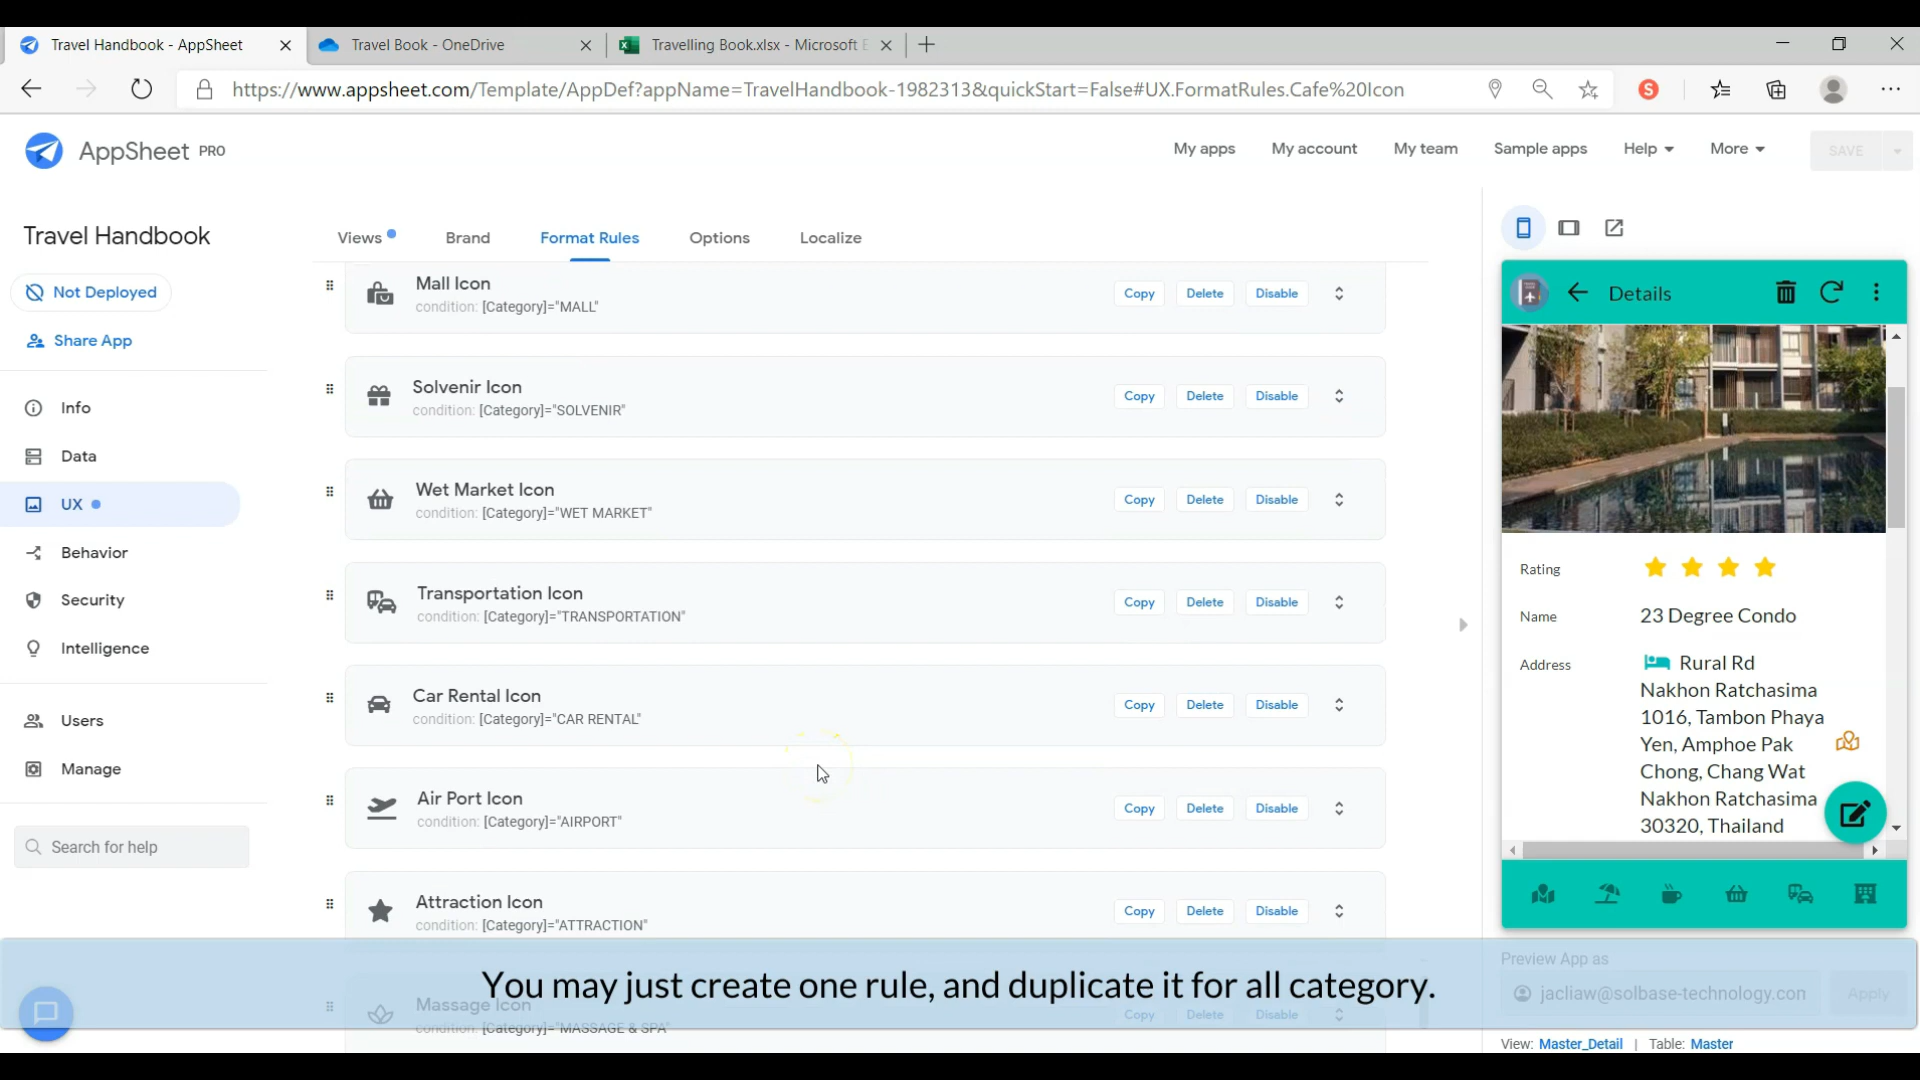 Travel Handbook - AppSheet
Travel Book - OneDrive
Travelling Book.xlsx - Microsoft E
https://www.appsheet.com/Template/AppDef?appName=TravelHandbook-1982313&quickStart=False#UX.FormatRules.Cafe%20Icon
S
AppSheet PRO
My apps
My account
My team
Sample apps
Help
More
SAVE
Travel Handbook
Not Deployed
Share App
Info
Data
UX
Behavior
Security
Intelligence
Users
Manage
Search for help
Views
Brand
Format Rules
Options
Localize
Mall Icon
condition: [Category]="MALL"
Copy Delete Disable
Solvenir Icon
condition: [Category]="SOLVENIR"
Copy Delete Disable
Wet Market Icon
condition: [Category]="WET MARKET"
Copy Delete Disable
Transportation Icon
condition: [Category]="TRANSPORTATION"
Copy Delete Disable
Car Rental Icon
condition: [Category]="CAR RENTAL"
Copy Delete Disable
Air Port Icon
condition: [Category]="AIRPORT"
Copy Delete Disable
Attraction Icon
condition: [Category]="ATTRACTION"
Copy Delete Disable
Massage Icon
condition: [Category]="MASSAGE & SPA"
Copy Delete Disable
You may just create one rule, and duplicate it for all category.
Details
Rating
Name 23 Degree Condo
Address Rural Rd
Nakhon Ratchasima
1016, Tambon Phaya
Yen, Amphoe Pak
Chong, Chang Wat
Nakhon Ratchasima
30320, Thailand
Preview App as
jacliaw@solbase-technology.con
Apply
View: Master_Detail | Table: Master